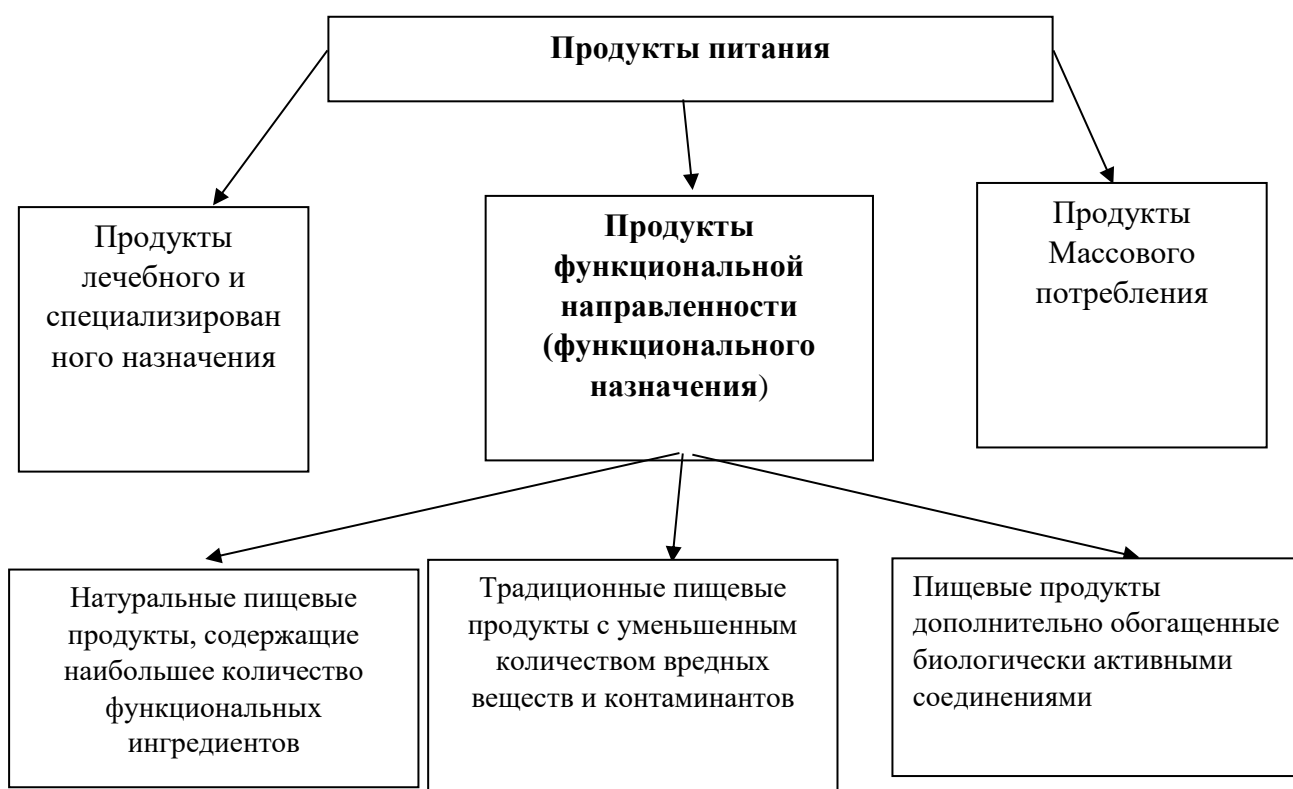 Продукты питания
Продукты
лечебного и
специализирован
ного назначения
Продукты
функциональной
направленности
(функционального
назначения)
Продукты
Массового
потребления
Натуральные пищевые
продукты, содержащие
наибольшее количество
функциональных
ингредиентов
Традиционные пищевые
продукты с уменьшенным
количеством вредных
веществ и контаминантов
Пищевые продукты
дополнительно обогащенные
биологически активными
соединениями